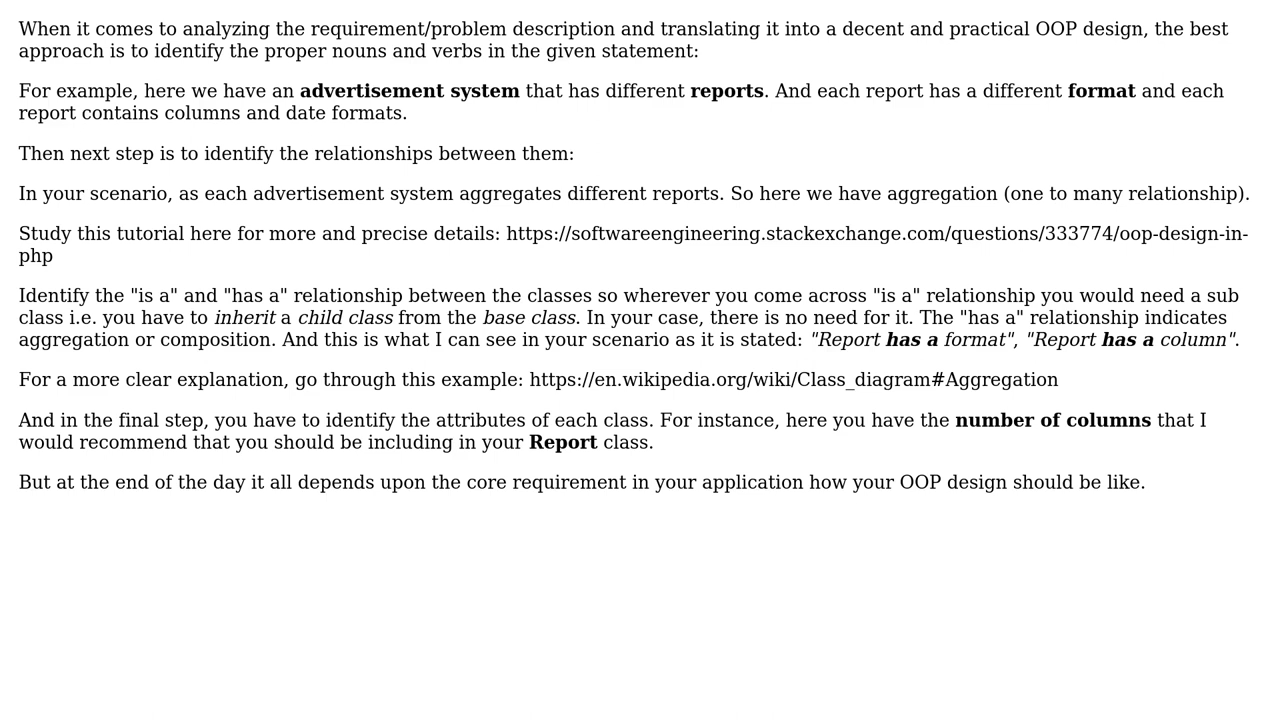 When it comes to analyzing the requirement/problem description and translating it into a decent and practical OOP design, the best
approach is to identify the proper nouns and verbs in the given statement:
For example, here we have an advertisement system that has different reports. And each report has a different format and each
report contains columns and date formats.
Then next step is to identify the relationships between them:
In your scenario, as each advertisement system aggregates different reports. So here we have aggregation (one to many relationship).
Study this tutorial here for more and precise details: https://softwareengineering.stackexchange.com/questions/333774/oop-design-in-
php
Identify the "is a" and "has a" relationship between the classes so wherever you come across "is a" relationship you would need a sub
class i.e. you have to inherit a child class from the base class. In your case, there is no need for it. The "has a" relationship indicates
aggregation or composition. And this is what I can see in your scenario as it is stated: "Report has a format", "Report has a column".
For a more clear explanation, go through this example: https://en.wikipedia.org/wiki/Class_diagram#Aggregation
And in the final step, you have to identify the attributes of each class. For instance, here you have the number of columns that I
would recommend that you should be including in your Report class.
But at the end of the day it all depends upon the core requirement in your application how your OOP design should be like.